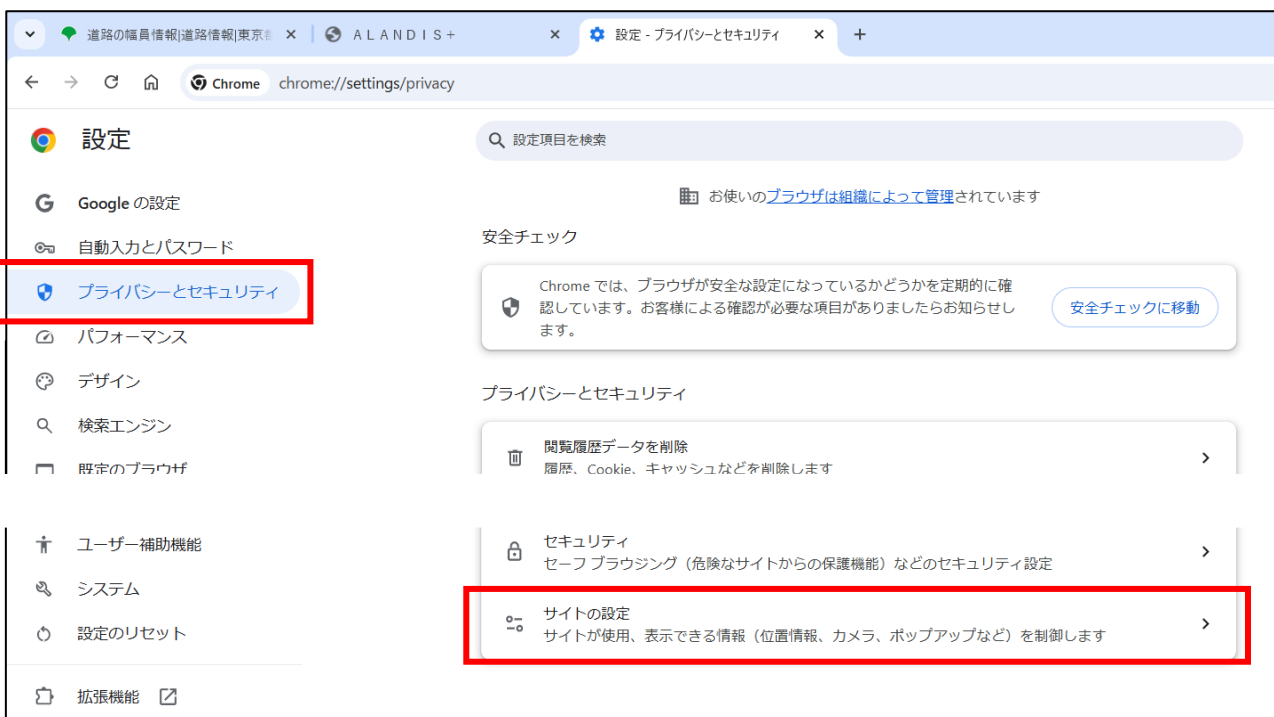 道路の幅員情報|道路情報|東京
ＡＬＡＮＤＩＳ+
設定 - プライバシーとセキュリティ
Chrome
chrome://settings/privacy
設定
設定項目を検索
Google の設定
自動入力とパスワード
プライバシーとセキュリティ
パフォーマンス
デザイン
検索エンジン
既定のブラウザ
ユーザー補助機能
システム
設定のリセット
拡張機能
お使いのブラウザは組織によって管理されています
安全チェック
Chrome では、ブラウザが安全な設定になっているかどうかを定期的に確
認しています。お客様による確認が必要な項目がありましたらお知らせし
ます。
安全チェックに移動
プライバシーとセキュリティ
閲覧履歴データを削除
履歴、Cookie、キャッシュなどを削除します
セキュリティ
セーフ ブラウジング（危険なサイトからの保護機能）などのセキュリティ設定
サイトの設定
サイトが使用、表示できる情報（位置情報、カメラ、ポップアップなど）を制御します